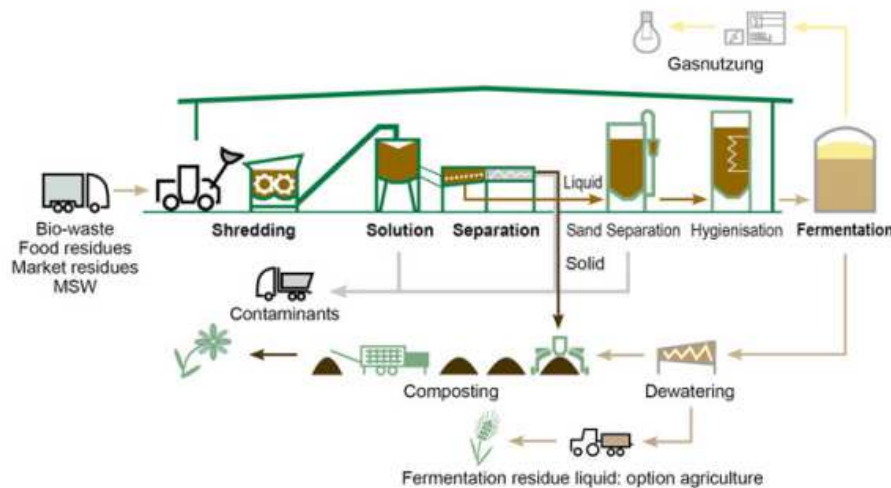 Gasnutzung
Liquid
Bio-waste
Food residues
Market residues
MSW
Shredding
Solution
Separation
Sand Separation
Hygienisation
Fermentation
Solid
Contaminants
Composting
Dewatering
Fermentation residue liquid: option agriculture